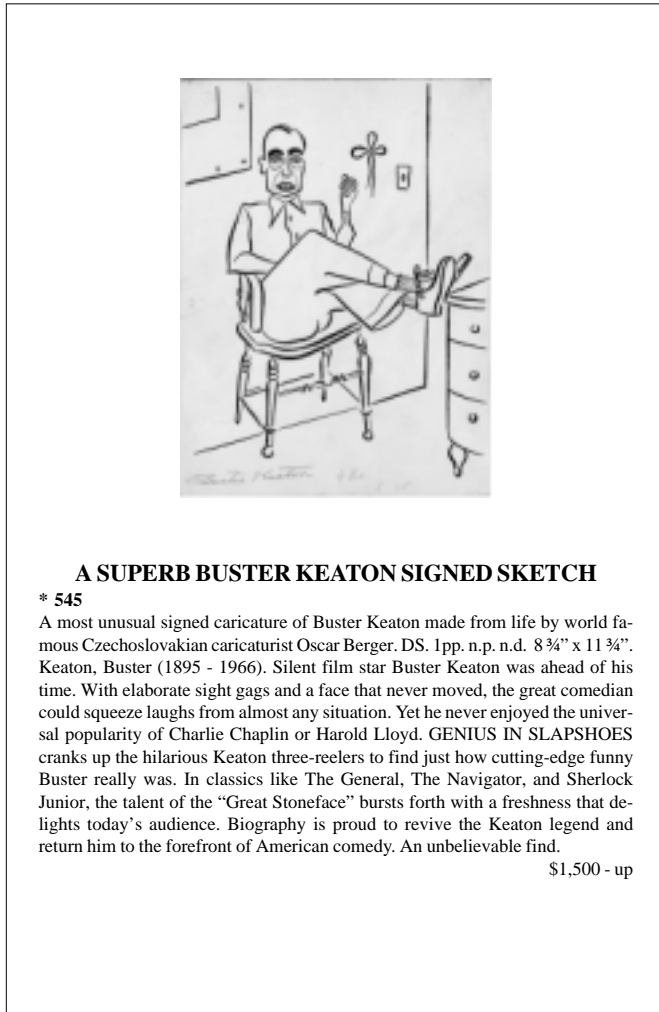 Buster Keaton
A SUPERB BUSTER KEATON SIGNED SKETCH
* 545
A most unusual signed caricature of Buster Keaton made from life by world fa-
mous Czechoslovakian caricaturist Oscar Berger. DS. 1pp. n.p. n.d. 8 ¾” x 11 ¾”.
Keaton, Buster (1895 - 1966). Silent film star Buster Keaton was ahead of his
time. With elaborate sight gags and a face that never moved, the great comedian
could squeeze laughs from almost any situation. Yet he never enjoyed the univer-
sal popularity of Charlie Chaplin or Harold Lloyd. GENIUS IN SLAPSHOES
cranks up the hilarious Keaton three-reelers to find just how cutting-edge funny
Buster really was. In classics like The General, The Navigator, and Sherlock
Junior, the talent of the “Great Stoneface” bursts forth with a freshness that de-
lights today’s audience. Biography is proud to revive the Keaton legend and
return him to the forefront of American comedy. An unbelievable find.
$1,500 - up